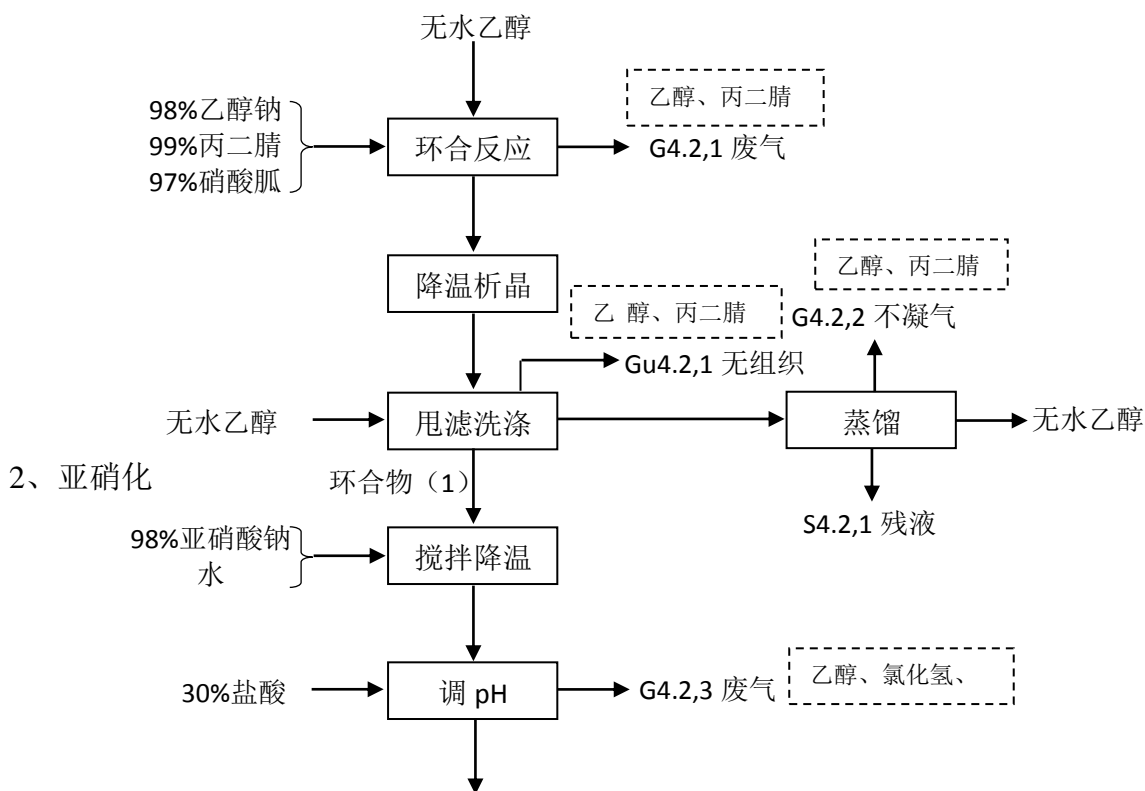 无水乙醇
乙醇、丙二腈
98%乙醇钠
99%丙二腈
97%硝酸胍
环合反应
G4.2,1 废气
乙醇、丙二腈
降温析晶
乙 醇、丙二腈
G4.2,2 不凝气
Gu4.2,1 无组织
无水乙醇
甩滤洗涤
蒸馏
无水乙醇
2、亚硝化
环合物（1）
S4.2,1 残液
98%亚硝酸钠
水
搅拌降温
30%盐酸
调 pH
G4.2,3 废气
乙醇、氯化氢、